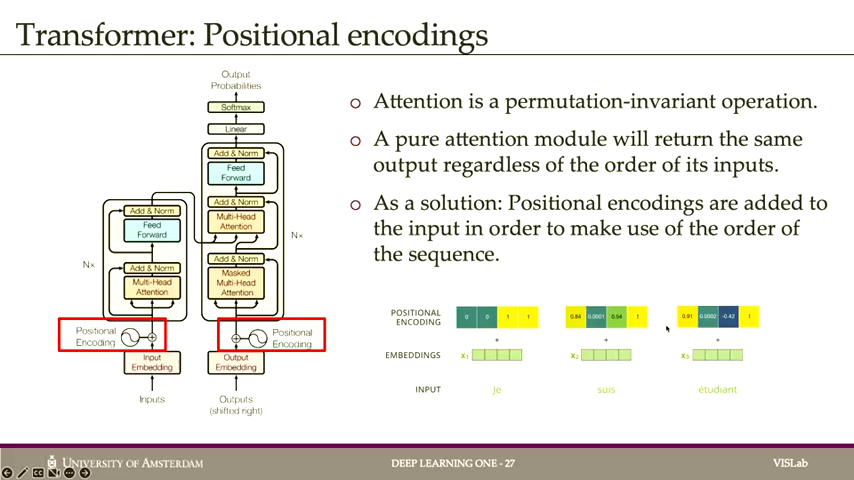 Transformer: Positional encodings
Output
Probabilities
Softmax
Linear
Add & Norm
Feed
Forward
Add & Norm
Multi-Head
Attention
Add & Norm
Masked
Multi-Head
Attention
Nx
Add & Norm
Feed
Forward
Add & Norm
Multi-Head
Attention
Nx
Positional
Encoding
Positional
Encoding
Input
Embedding
Output
Embedding
Inputs
Outputs
(shifted right)
Attention is a permutation-invariant operation.
A pure attention module will return the same
output regardless of the order of its inputs.
As a solution: Positional encodings are added to
the input in order to make use of the order of
the sequence.
POSITIONAL
ENCODING
0 0 1 1
0.84 0.0001 0.54 1
0.91 0.0002 -0.42 1
+ + +
EMBEDDINGS
X1
X2
X3
INPUT
Je
suis
étudiant
UNIVERSITY OF AMSTERDAM
DEEP LEARNING ONE - 27
VISLab